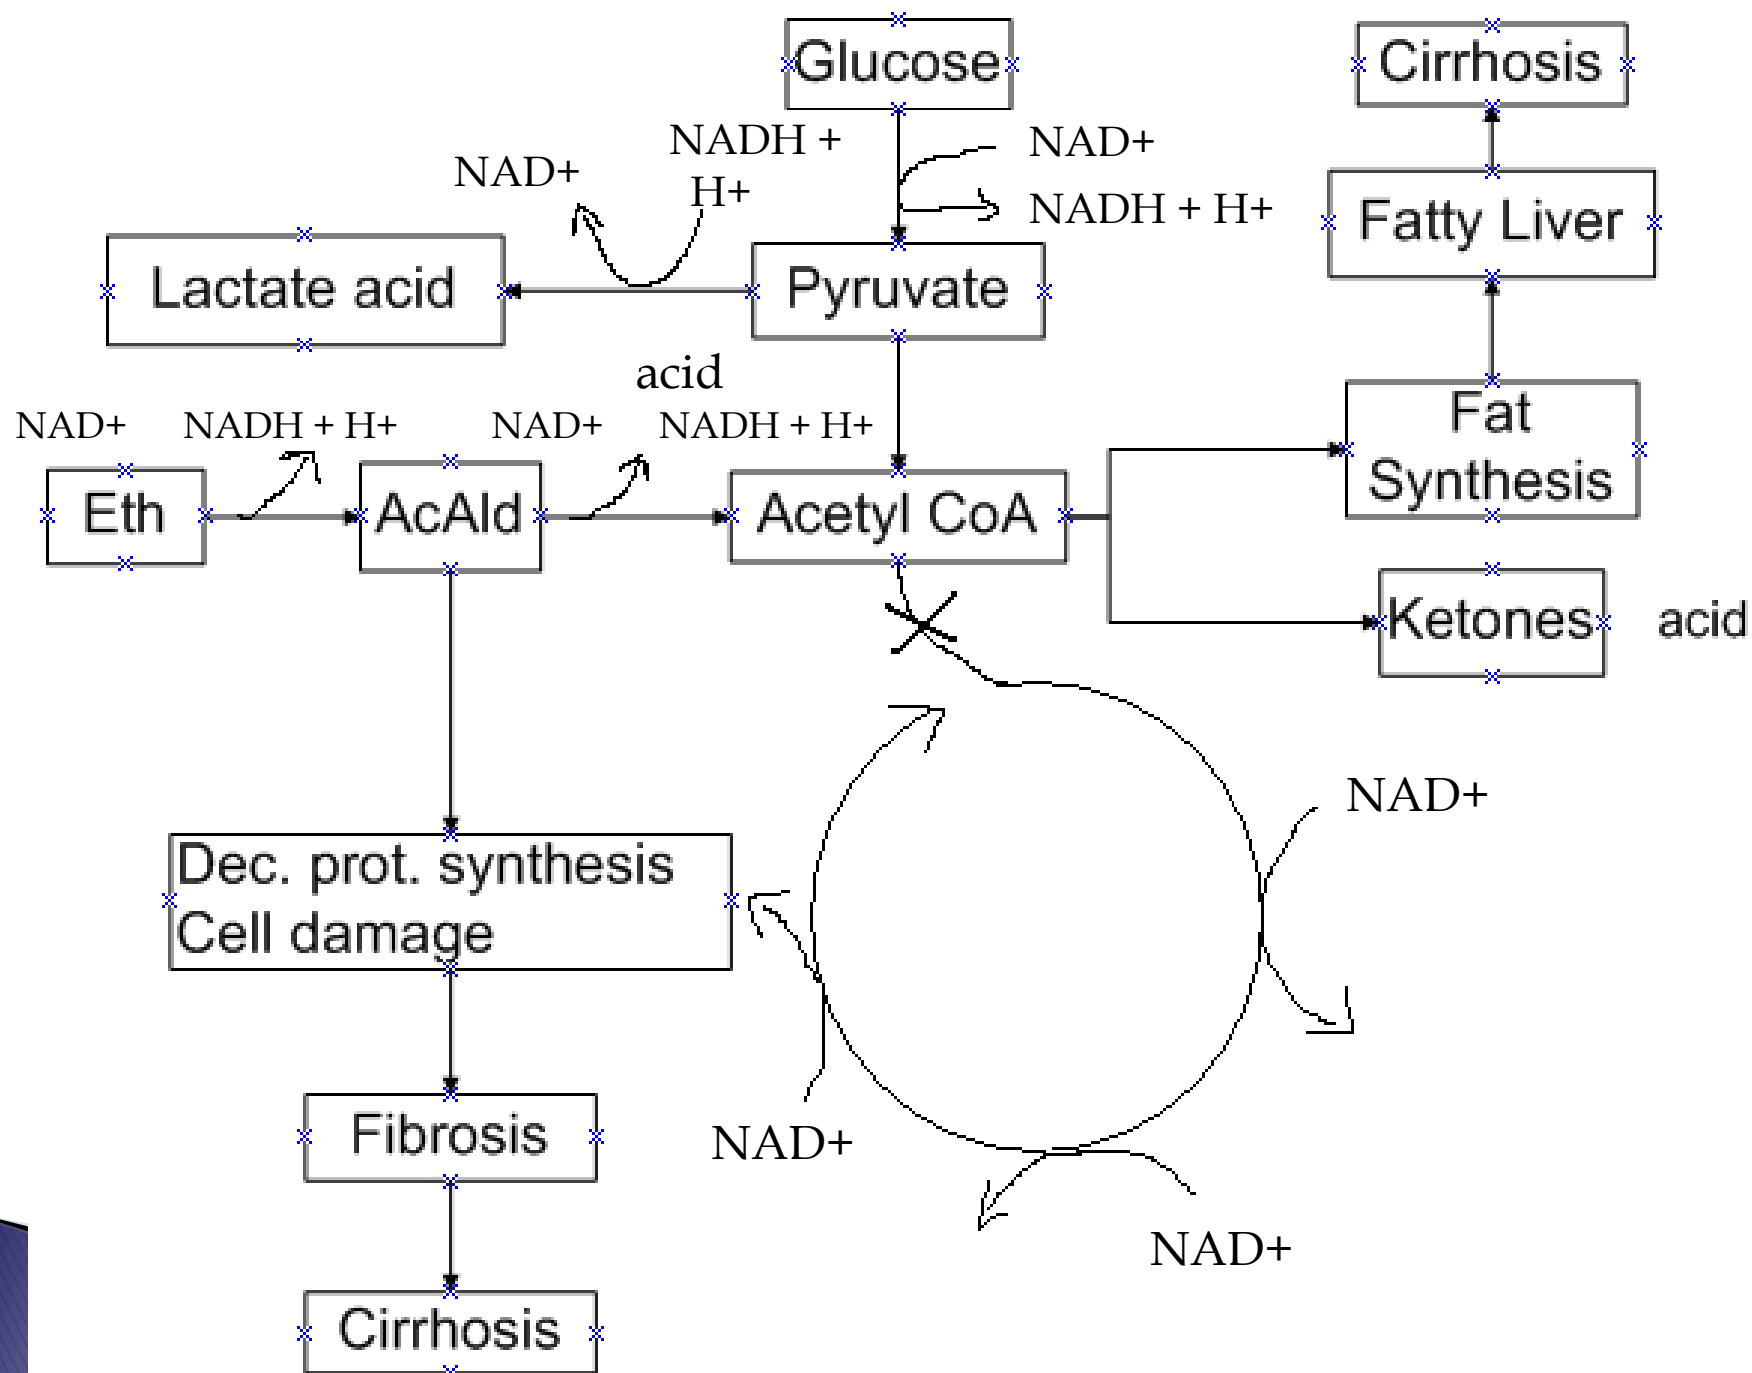 Glucose
Cirrhosis
NADH +
H+
NAD+
NAD+
NADH + H+
Fatty Liver
Lactate acid
Pyruvate
acid
NAD+
NADH + H+
NAD+
NADH + H+
Fat
Synthesis
Eth
AcAld
Acetyl CoA
Ketones
acid
NAD+
Dec. prot. synthesis
Cell damage
Fibrosis
NAD+
NAD+
Cirrhosis